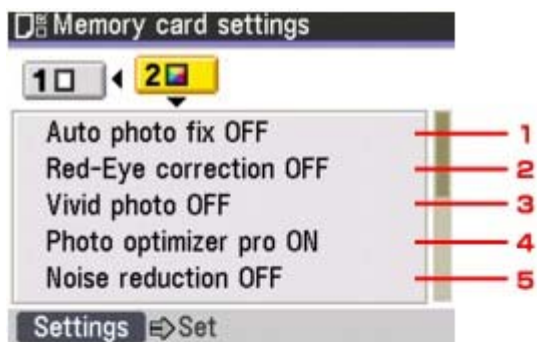 Memory card settings
1 2
Auto photo fix OFF 1
Red-Eye correction OFF 2
Vivid photo OFF 3
Photo optimizer pro ON 4
Noise reduction OFF 5
Settings Set